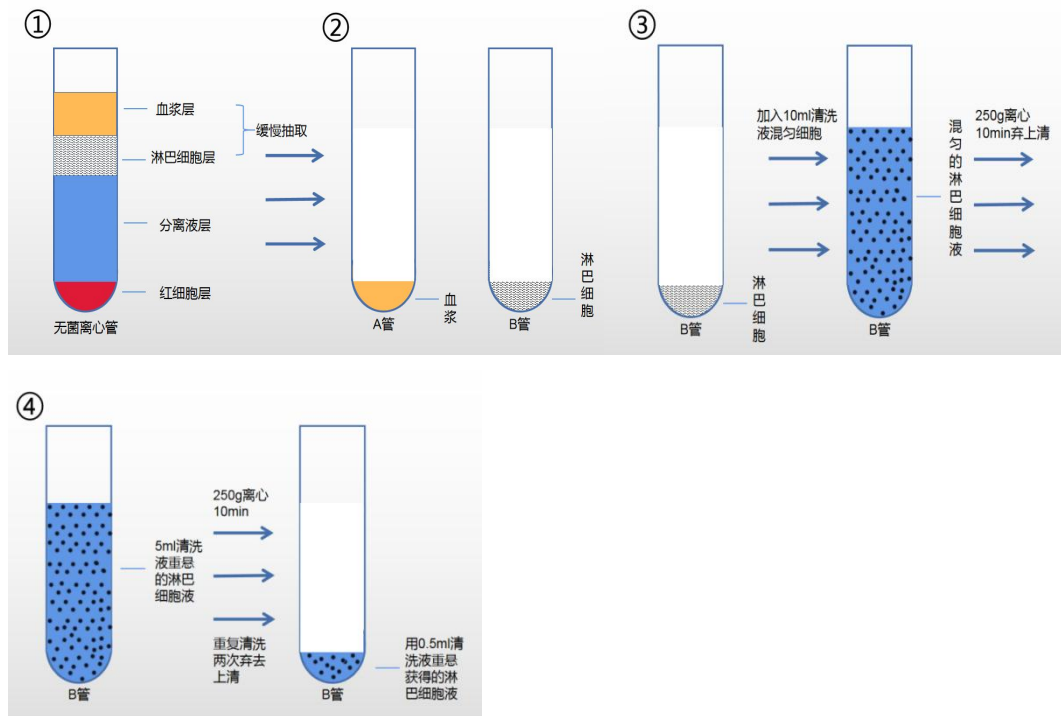 ①
血浆层
淋巴细胞层
缓慢抽取
分离液层
红细胞层
无菌离心管
②
血
浆
A管
淋
巴
细
胞
B管
③
淋
巴
细
胞
B管
加入10ml清洗
液混匀细胞
混
匀
的
淋
巴
细
胞
液
B管
250g离心
10min弃上清
④
5ml清洗
液重悬
的淋巴
细胞液
B管
250g离心
10min
重复清洗
两次弃去
上清
用0.5ml清
洗液重悬
获得的淋
巴细胞液
B管